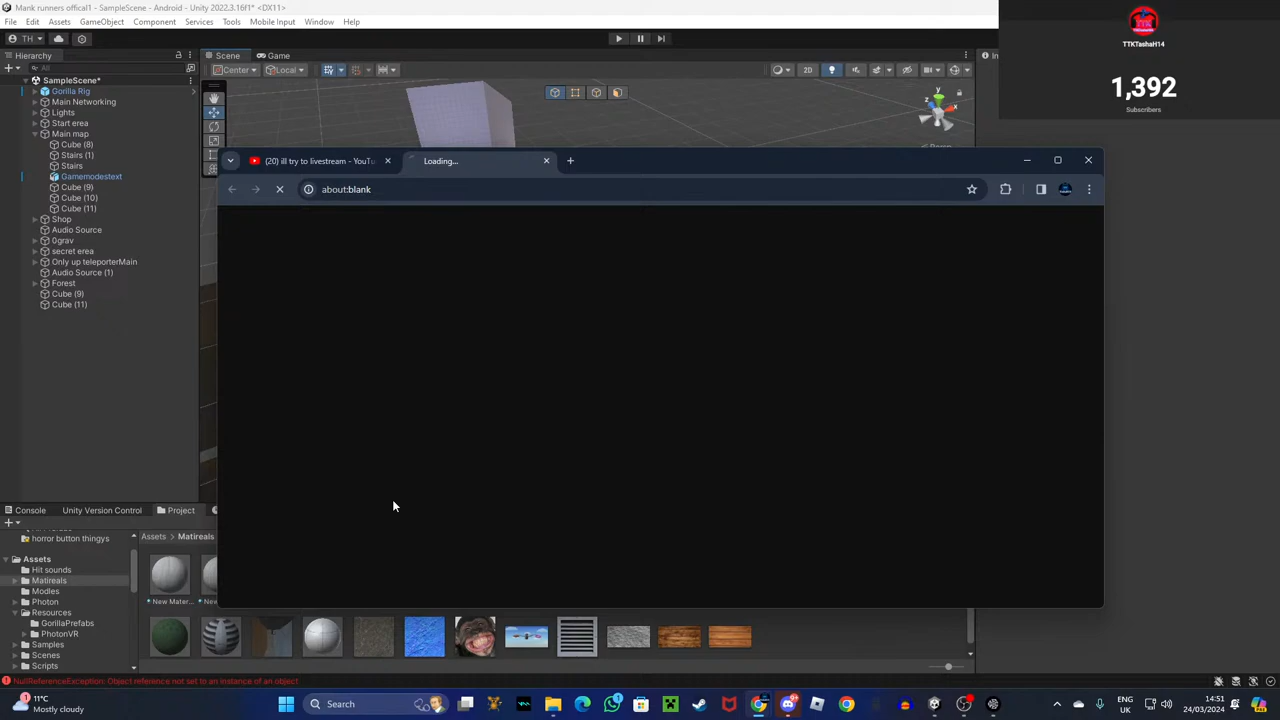 Mank runners offical1 - SampleScene - Android - Unity 2022.3.16f1* <DX11>
File Edit Assets GameObject Component Services Tools Mobile Input Window Help
TH
TTKTashaH14
1,392
Subscribers
Hierarchy
Scene
Game
All
Center
Local
2D
SampleScene*
Gorilla Rig
Main Networking
Lights
Start erea
Main map
Cube (8)
Stairs (1)
Stairs
Gamemodestext
Cube (9)
Cube (10)
Cube (11)
Shop
Audio Source
0grav
secret erea
Only up teleporterMain
Audio Source (1)
Forest
Cube (9)
Cube (11)
y
x
z
Persp
(20) ill try to livestream - YouTu
Loading...
about:blank
Console
Unity Version Control
Project
horror button thingys
Assets
Hit sounds
Matireals
Modles
Photon
Resources
GorillaPrefabs
PhotonVR
Samples
Scenes
Scripts
Assets > Matireals
New Mater...
NullReferenceException: Object reference not set to an instance of an object
11°C
Mostly cloudy
Search
ENG
UK
14:51
24/03/2024